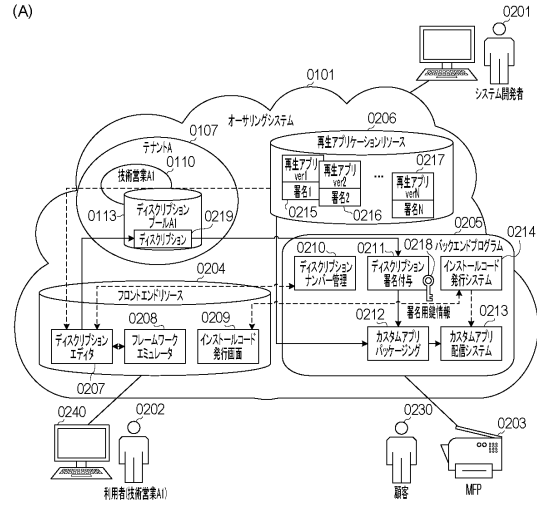 (A)
0201
システム開発者
0101
オーサリングシステム
0107
テナントA
0110
技術営業A1
0113
ディスクリプション
プールA1
ディスクリプション
0219
0206
再生アプリケーションリソース
再生アプリ
ver1
署名1
0215
再生アプリ
ver2
署名2
0216
...
再生アプリ
verN
署名N
0217
0205
バックエンドプログラム
0214
0210
ディスクリプション
ナンバー管理
0211
ディスクリプション
署名付与
0218
署名用鍵情報
インストールコード
発行システム
0212
カスタムアプリ
パッケージング
0213
カスタムアプリ
配信システム
0204
フロントエンドリソース
0208
0209
ディスクリプション
エディタ
0207
フレームワーク
エミュレータ
インストールコード
発行画面
0240
0202
利用者(技術営業A1)
0230
顧客
0203
MFP